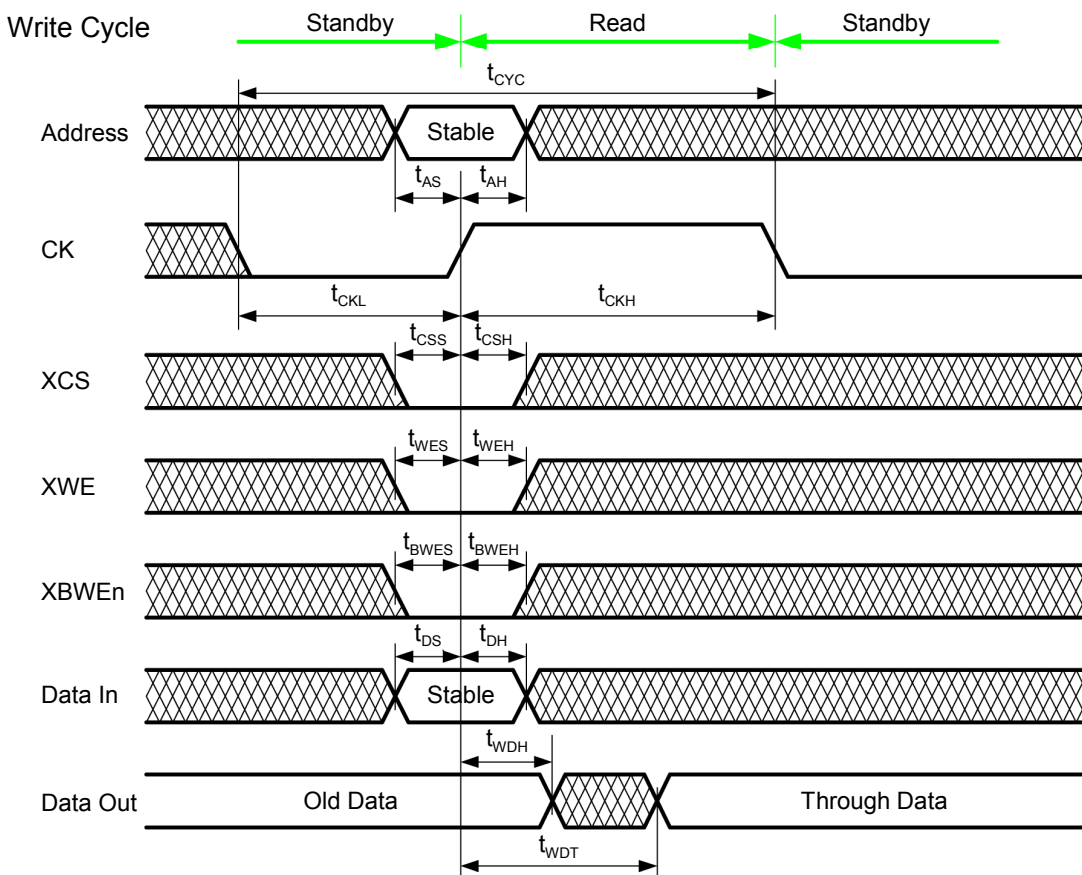 Write Cycle
Standby Read Standby
tCYC
Address Stable
tAS tAH
CK
tCKL tCKH
tCSS tCSH
XCS
tWES tWEH
XWE
tBWES tBWEH
XBWEn
tDS tDH
Data In Stable
tWDH
Data Out Old Data Through Data
tWDT